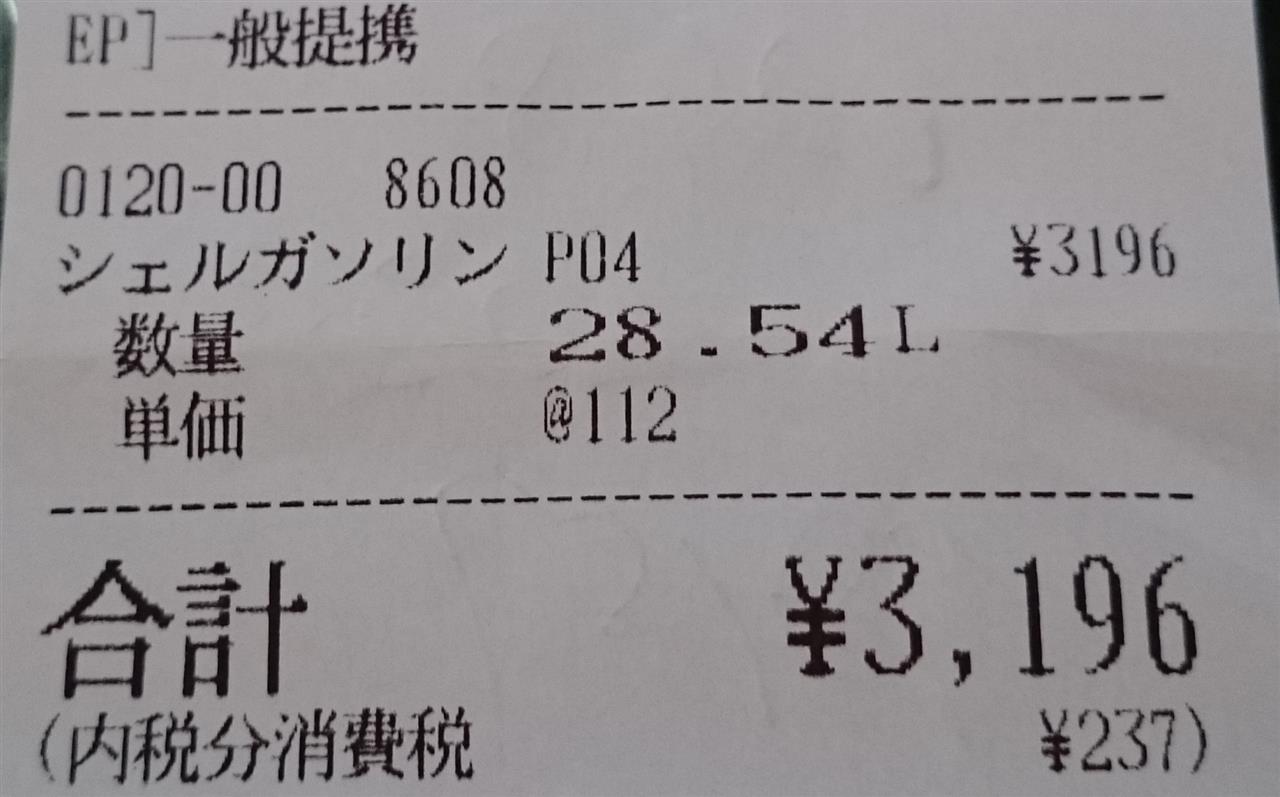 EP]一般提携
0120-00 8608
シェルガソリン P04 ¥3196
数量 28.54L
単価 @112
合計 ¥3,196
(内税分消費税 ¥237)